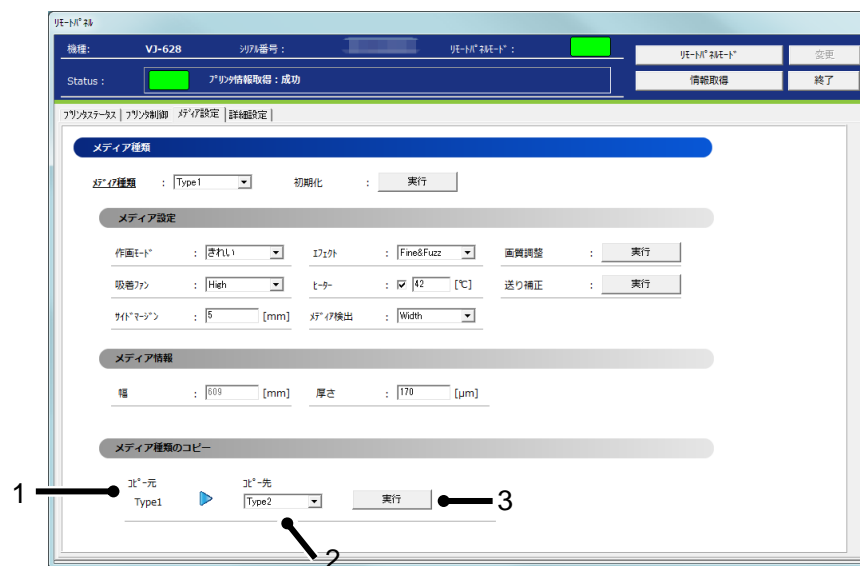 ﾘﾓｰﾄﾊﾟﾈﾙ
機種: VJ-628 ｼﾘｱﾙ番号： ﾘﾓｰﾄﾊﾟﾈﾙﾓｰﾄﾞ： ﾘﾓｰﾄﾊﾟﾈﾙﾓｰﾄﾞ 変更
Status： ﾌﾟﾘﾝﾀ情報取得：成功 情報取得 終了
ﾌﾟﾘﾝﾀｽﾃｰﾀｽ ﾌﾟﾘﾝﾀ制御 ﾒﾃﾞｨｱ設定 詳細設定
メディア種類
ﾒﾃﾞｨｱ種類 : Type1 初期化 : 実行
メディア設定
作画ﾓｰﾄﾞ : きれい ｴﾌｪｸﾄ : Fine&Fuzz 画質調整 : 実行
吸着ﾌｧﾝ : High ﾋｰﾀｰ : 42 [℃] 送り補正 : 実行
ｻｲﾄﾞﾏｰｼﾞﾝ : 5 [mm] ﾒﾃﾞｨｱ検出 : Width
メディア情報
幅 : 609 [mm] 厚さ : 170 [µm]
メディア種類のコピー
ｺﾋﾟｰ元 ｺﾋﾟｰ先
1 Type1 Type2 実行 3
2